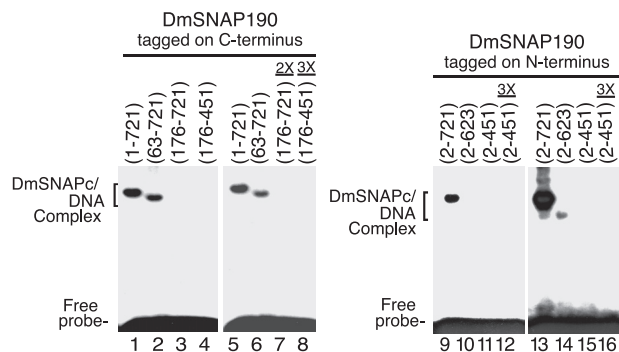 DmSNAP190
tagged on C-terminus
2X 3X
(1-721) (63-721) (176-721) (176-451) (1-721) (63-721) (176-721) (176-451)
DmSNAPc/
DNA
Complex
Free
probe-
1 2 3 4 5 6 7 8
DmSNAP190
tagged on N-terminus
3X 3X
(2-721) (2-623) (2-451) (2-451) (2-721) (2-623) (2-451) (2-451)
DmSNAPc/
DNA
Complex
Free
probe-
9 10 11 12 13 14 15 16